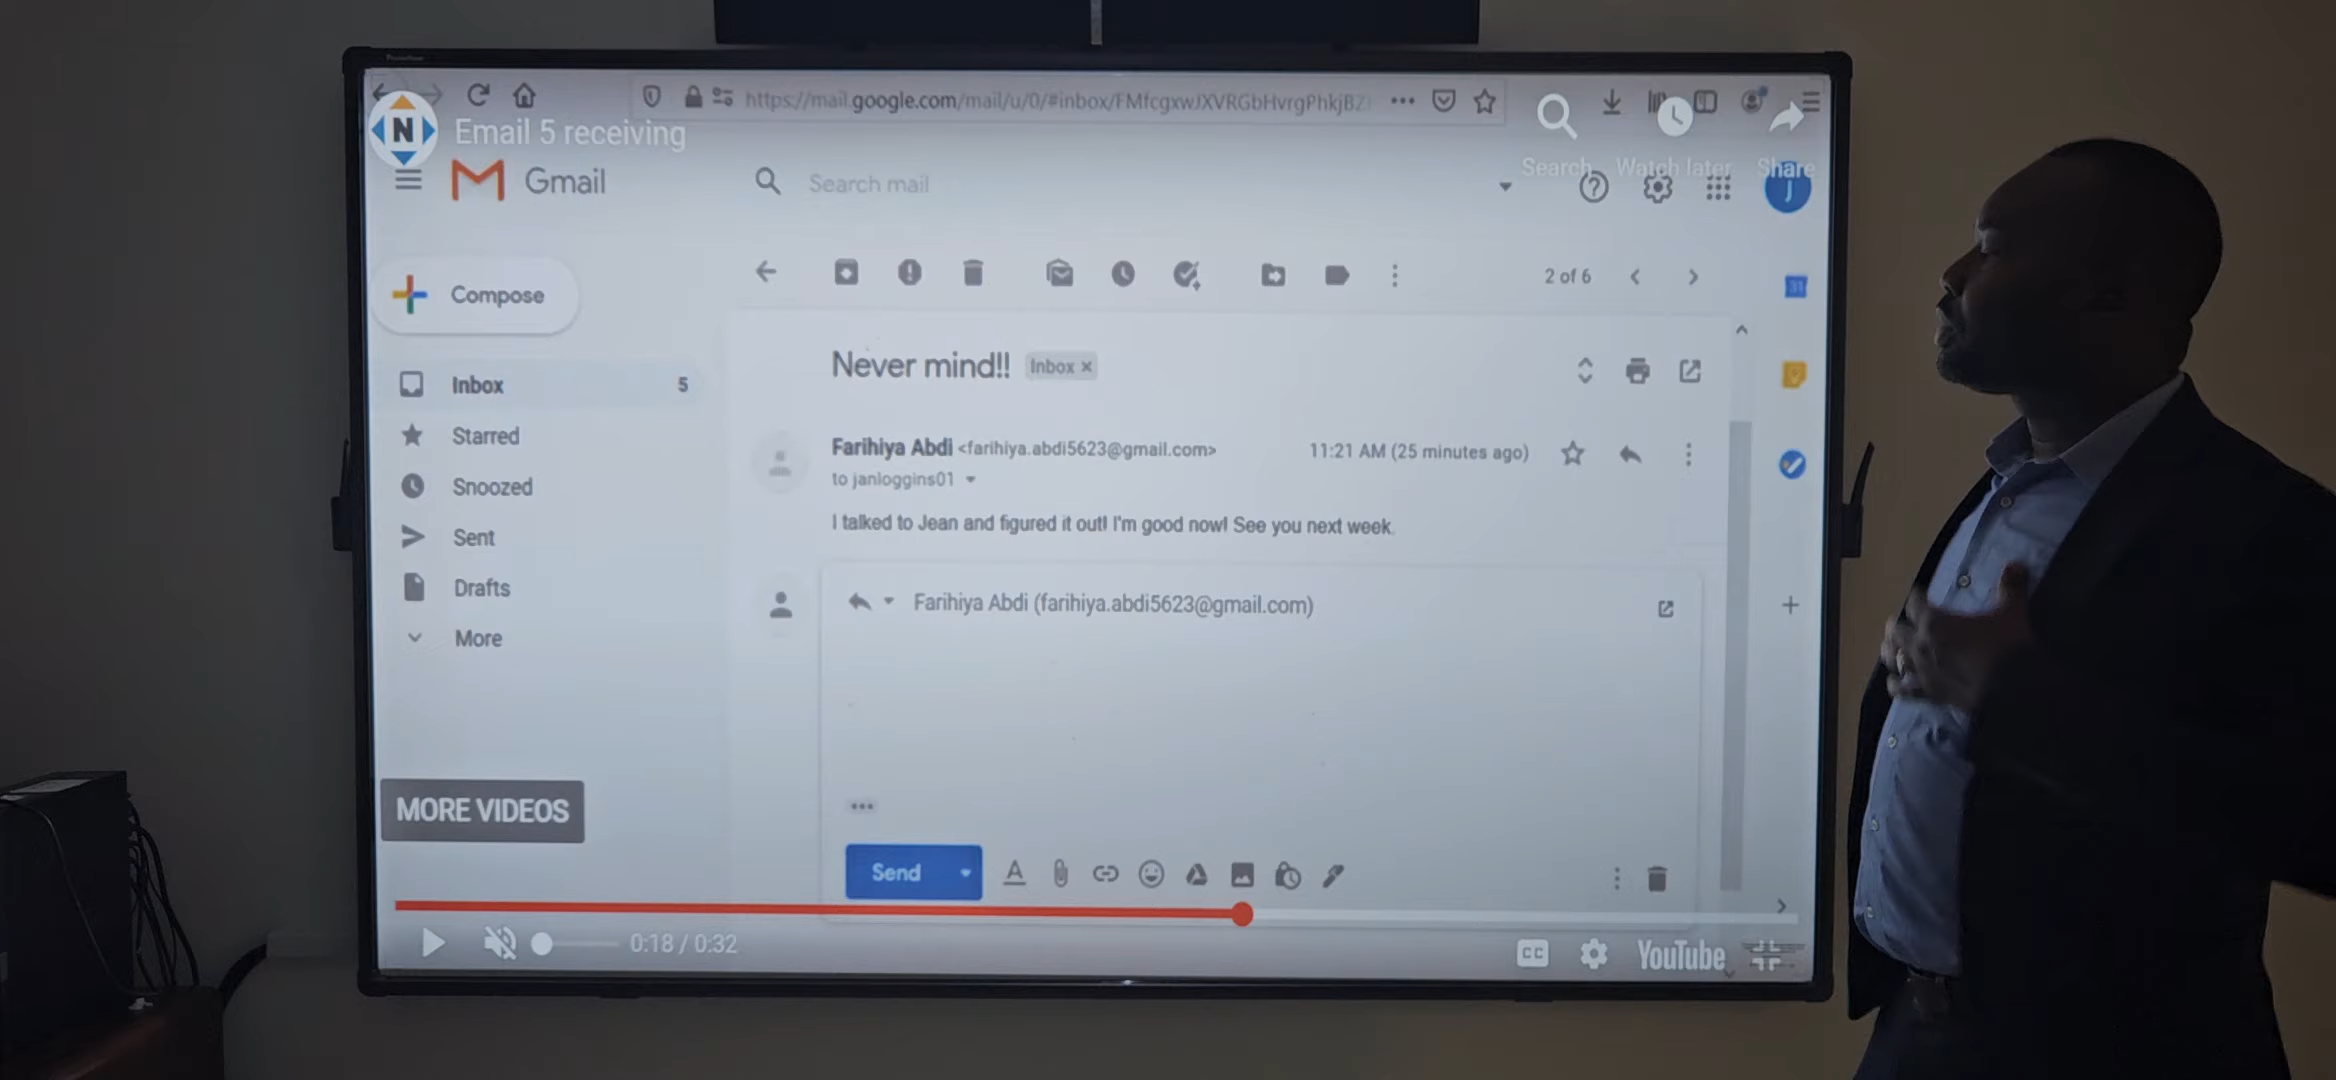 https://mail.google.com/mail/u/0/#inbox/FMfcgxwJXVRGbHvrgPhkjBZ
N Email 5 receiving
Search Watch later Share
Gmail
Search mail
J
Compose
2 of 6
31
Never mind!! Inbox ×
Inbox 5
Starred
Snoozed
Sent
Drafts
More
Farihiya Abdi <farihiya.abdi5623@gmail.com> 11:21 AM (25 minutes ago)
to janloggins01
I talked to Jean and figured it out! I'm good now! See you next week.
Farihiya Abdi (farihiya.abdi5623@gmail.com)
MORE VIDEOS
Send
0:18 / 0:32
CC YouTube